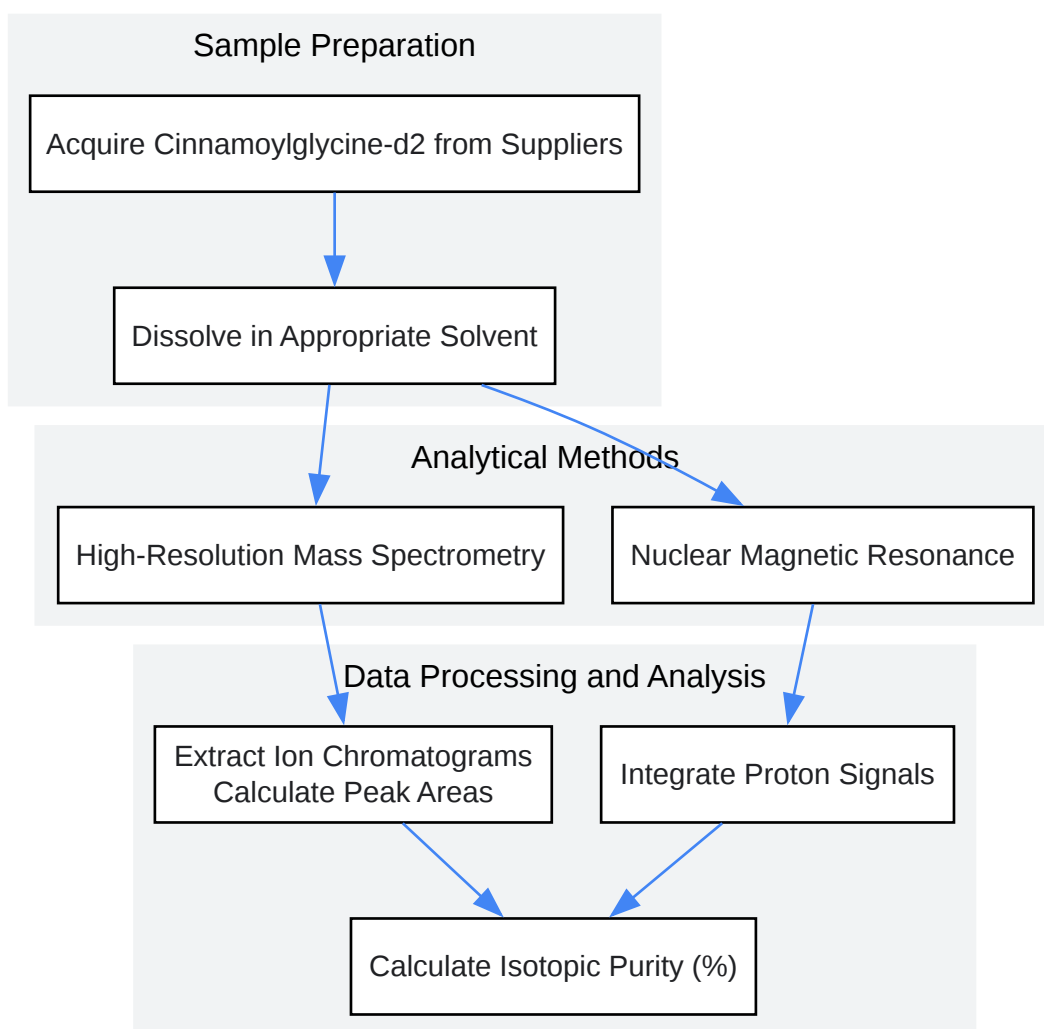 Sample Preparation
Acquire Cinnamoylglycine-d2 from Suppliers
Dissolve in Appropriate Solvent
Analytical Methods
High-Resolution Mass Spectrometry
Nuclear Magnetic Resonance
Data Processing and Analysis
Extract Ion Chromatograms
Calculate Peak Areas
Integrate Proton Signals
Calculate Isotopic Purity (%)